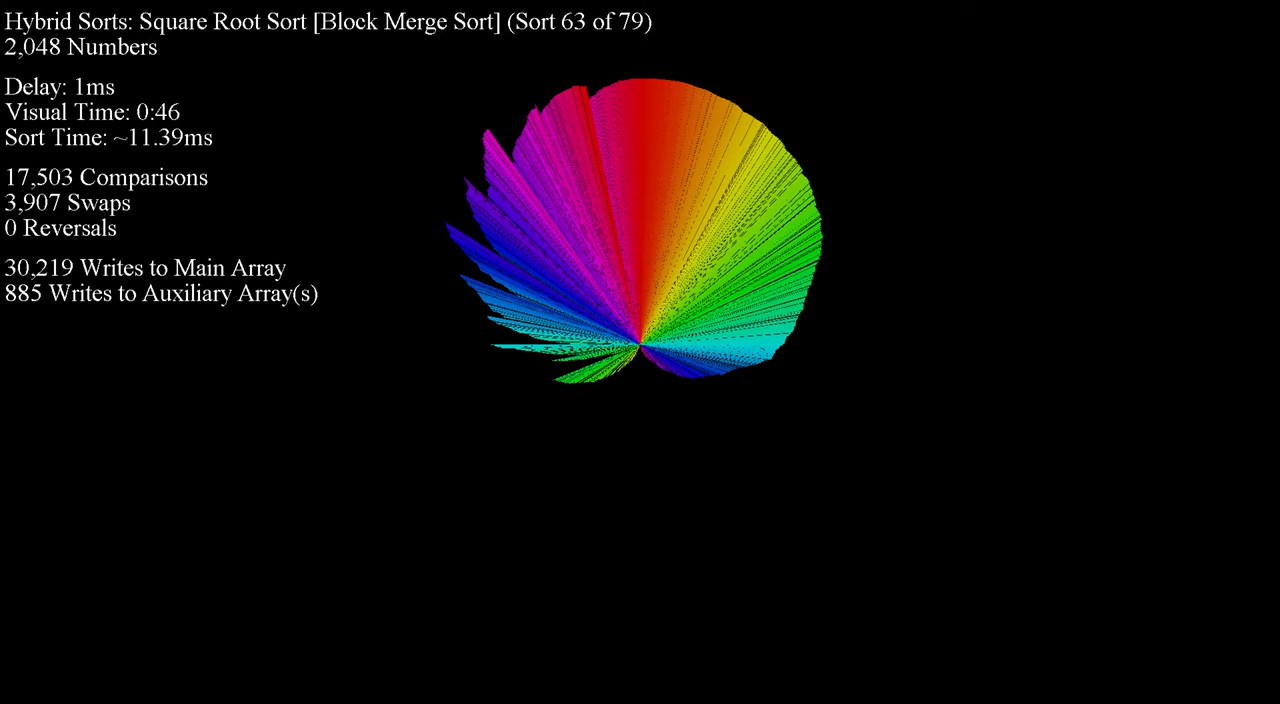 Hybrid Sorts: Square Root Sort [Block Merge Sort] (Sort 63 of 79)
2,048 Numbers
Delay: 1ms
Visual Time: 0:46
Sort Time: ~11.39ms
17,503 Comparisons
3,907 Swaps
0 Reversals
30,219 Writes to Main Array
885 Writes to Auxiliary Array(s)